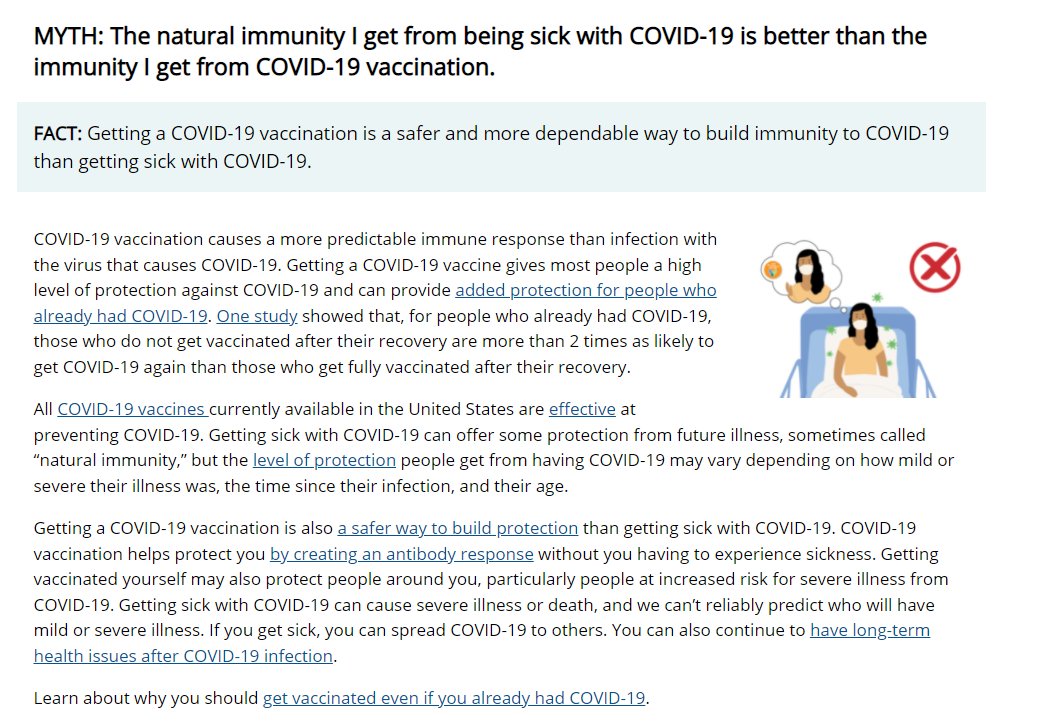 MYTH: The natural immunity I get from being sick with COVID-19 is better than the
immunity I get from COVID-19 vaccination.
FACT: Getting a COVID-19 vaccination is a safer and more dependable way to build immunity to COVID-19
than getting sick with COVID-19.
COVID-19 vaccination causes a more predictable immune response than infection with
the virus that causes COVID-19. Getting a COVID-19 vaccine gives most people a high
level of protection against COVID-19 and can provide added protection for people who
already had COVID-19. One study showed that, for people who already had COVID-19,
those who do not get vaccinated after their recovery are more than 2 times as likely to
get COVID-19 again than those who get fully vaccinated after their recovery.
All COVID-19 vaccines currently available in the United States are effective at
preventing COVID-19. Getting sick with COVID-19 can offer some protection from future illness, sometimes called
“natural immunity,” but the level of protection people get from having COVID-19 may vary depending on how mild or
severe their illness was, the time since their infection, and their age.
Getting a COVID-19 vaccination is also a safer way to build protection than getting sick with COVID-19. COVID-19
vaccination helps protect you by creating an antibody response without you having to experience sickness. Getting
vaccinated yourself may also protect people around you, particularly people at increased risk for severe illness from
COVID-19. Getting sick with COVID-19 can cause severe illness or death, and we can’t reliably predict who will have
mild or severe illness. If you get sick, you can spread COVID-19 to others. You can also continue to have long-term
health issues after COVID-19 infection.
Learn about why you should get vaccinated even if you already had COVID-19.